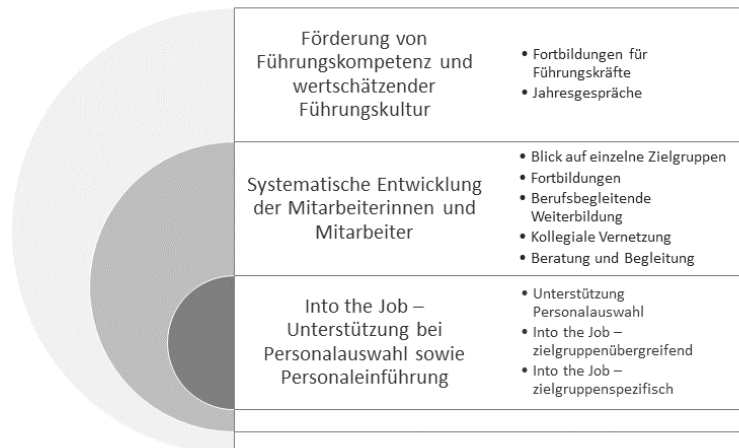 Förderung von
Führungskompetenz und
wertschätzender
Führungskultur
• Fortbildungen für
Führungskräfte
• Jahresgespräche
Systematische Entwicklung
der Mitarbeiterinnen und
Mitarbeiter
• Blick auf einzelne Zielgruppen
• Fortbildungen
• Berufsbegleitende
Weiterbildung
• Kollegiale Vernetzung
• Beratung und Begleitung
Into the Job –
Unterstützung bei
Personalauswahl sowie
Personaleinführung
• Unterstützung
Personalauswahl
• Into the Job –
zielgruppenübergreifend
• Into the Job –
zielgruppenspezifisch